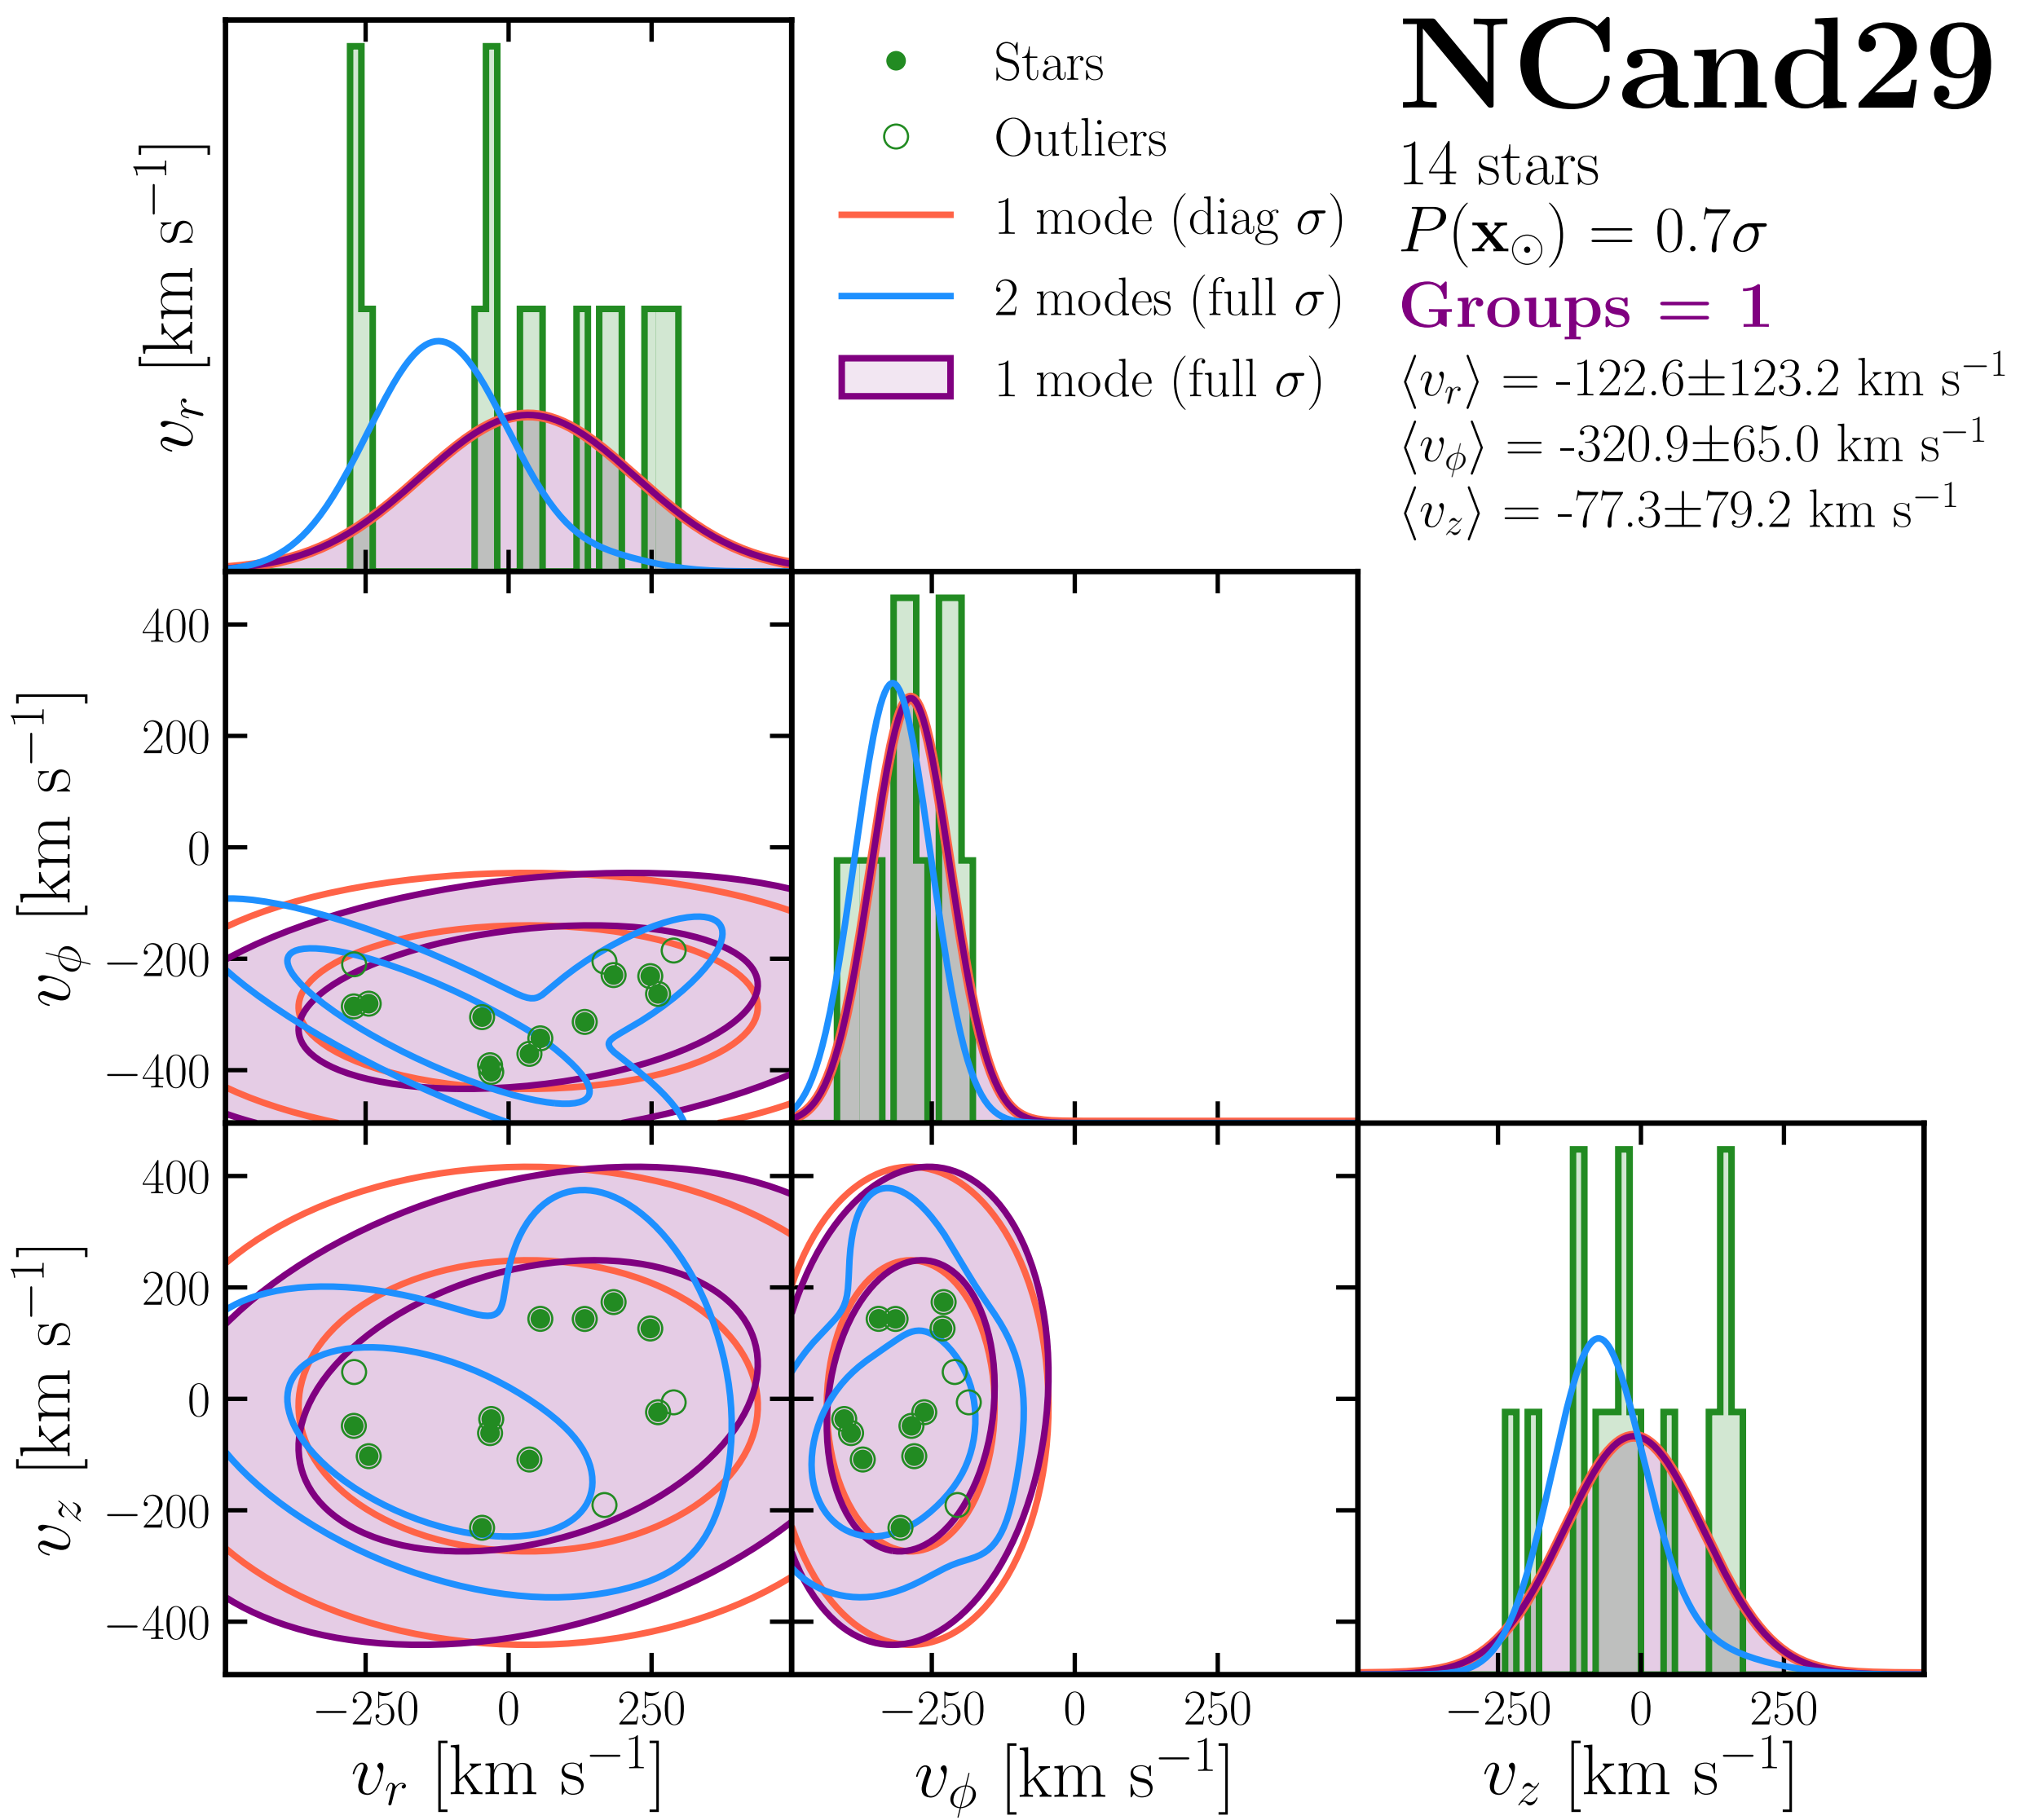 NCand29
14 stars
P(x⊙) = 0.7σ
Groups = 1
⟨v_r⟩ = -122.6±123.2 km s⁻¹
⟨v_ϕ⟩ = -320.9±65.0 km s⁻¹
⟨v_z⟩ = -77.3±79.2 km s⁻¹
Stars
Outliers
1 mode (diag σ)
2 modes (full σ)
1 mode (full σ)
v_r [km s⁻¹]
400
200
0
−200
−400
v_ϕ [km s⁻¹]
400
200
0
−200
−400
v_z [km s⁻¹]
−250 0 250
−250 0 250
−250 0 250
v_r [km s⁻¹]
v_ϕ [km s⁻¹]
v_z [km s⁻¹]